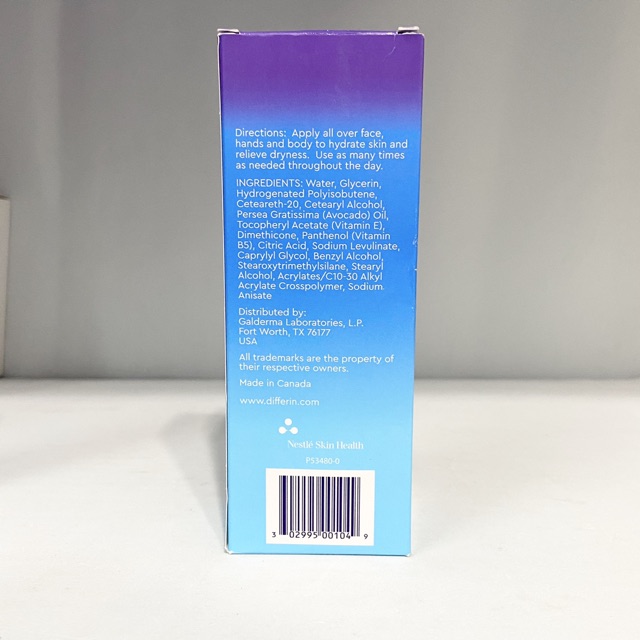 Directions: Apply all over face,
hands and body to hydrate skin and
relieve dryness. Use as many times
as needed throughout the day.
INGREDIENTS: Water, Glycerin,
Hydrogenated Polyisobutene,
Ceteareth-20, Cetearyl Alcohol,
Persea Gratissima (Avocado) Oil,
Tocopheryl Acetate (Vitamin E),
Dimethicone, Panthenol (Vitamin
B5), Citric Acid, Sodium Levulinate,
Caprylyl Glycol, Benzyl Alcohol,
Stearoxytrimethylsilane, Stearyl
Alcohol, Acrylates/C10-30 Alkyl
Acrylate Crosspolymer, Sodium
Anisate
Distributed by:
Galderma Laboratories, L.P.
Fort Worth, TX 76177
USA
All trademarks are the property of
their respective owners.
Made in Canada
www.differin.com
Nestlé Skin Health
P53480-0
3 02995 00104 9